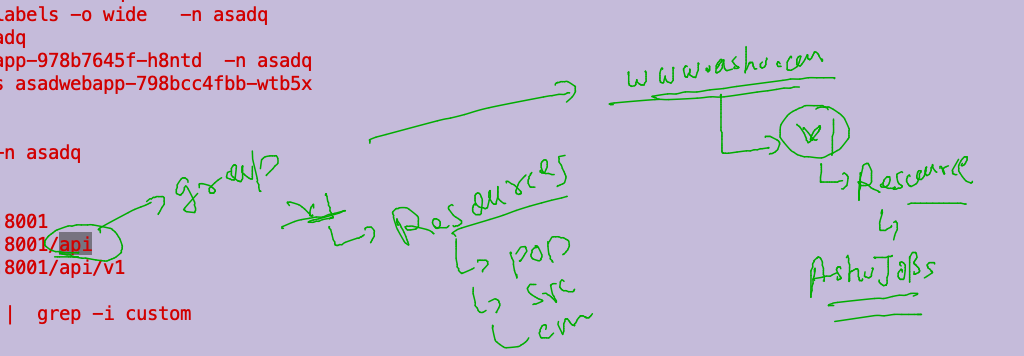 labels -o wide -n asadq
adq
app-978b7645f-h8ntd -n asadq
s asadwebapp-798bcc4fbb-wtb5x
-n asadq
8001
8001/api
8001/api/v1
| grep -i custom
group
v1
Resources
POD
svc
cm
www.ashu.com
v1
Resource
AshuJoBs